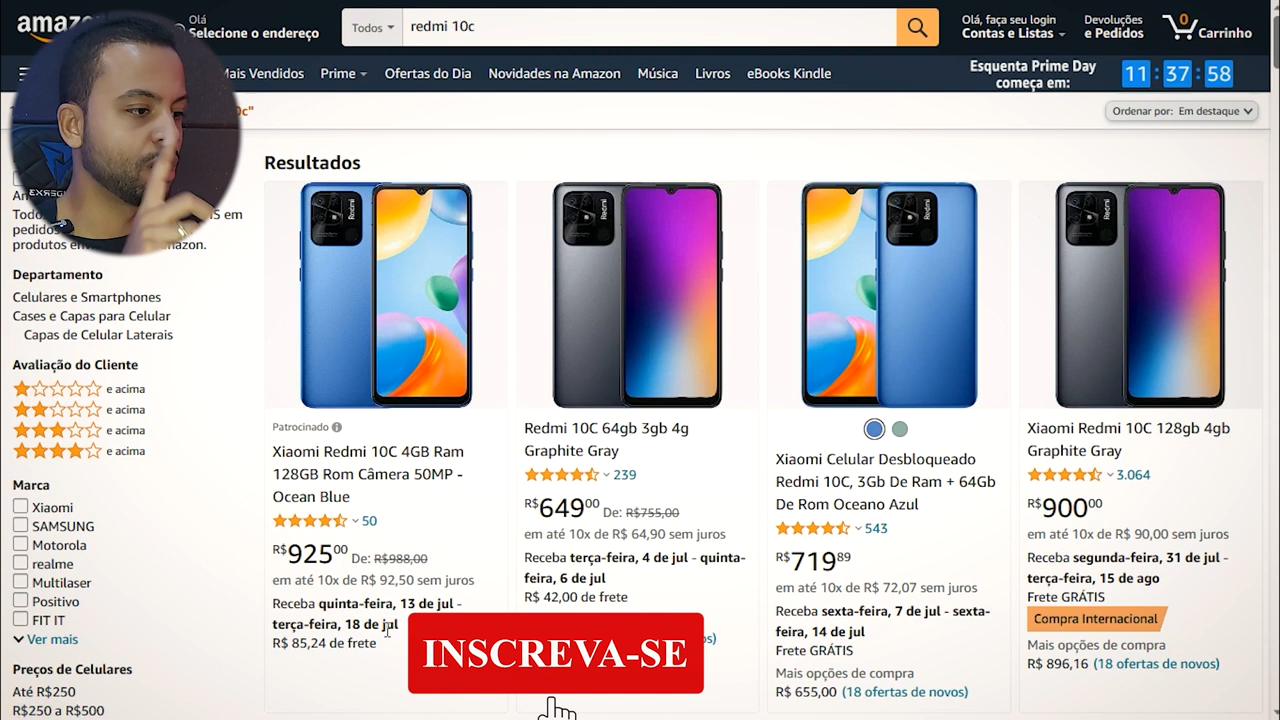 amazon
Olá
Selecione o endereço
Todos
redmi 10c
Olá, faça seu login
Contas e Listas
Devoluções
e Pedidos
0
Carrinho
Mais Vendidos
Prime
Ofertas do Dia
Novidades na Amazon
Música
Livros
eBooks Kindle
Esquenta Prime Day
começa em:
11 : 37 : 58
Ordenar por: Em destaque
Resultados
Departamento
Celulares e Smartphones
Cases e Capas para Celular
Capas de Celular Laterais
Avaliação do Cliente
e acima
e acima
e acima
e acima
Marca
Xiaomi
SAMSUNG
Motorola
realme
Multilaser
Positivo
FIT IT
Ver mais
Preços de Celulares
Até R$250
R$250 a R$500
Patrocinado
Xiaomi Redmi 10C 4GB Ram
128GB Rom Câmera 50MP -
Ocean Blue
50
R$92500 De: R$988,00
em até 10x de R$ 92,50 sem juros
Receba quinta-feira, 13 de jul -
terça-feira, 18 de jul
R$ 85,24 de frete
Redmi 10C 64gb 3gb 4g
Graphite Gray
239
R$64900 De: R$755,00
em até 10x de R$ 64,90 sem juros
Receba terça-feira, 4 de jul - quinta-
feira, 6 de jul
R$ 42,00 de frete
Xiaomi Celular Desbloqueado
Redmi 10C, 3Gb De Ram + 64Gb
De Rom Oceano Azul
543
R$71989
em até 10x de R$ 72,07 sem juros
Receba sexta-feira, 7 de jul - sexta-
feira, 14 de jul
Frete GRÁTIS
Mais opções de compra
R$ 655,00 (18 ofertas de novos)
Xiaomi Redmi 10C 128gb 4gb
Graphite Gray
3.064
R$90000
em até 10x de R$ 90,00 sem juros
Receba segunda-feira, 31 de jul -
terça-feira, 15 de ago
Frete GRÁTIS
Compra Internacional
Mais opções de compra
R$ 896,16 (18 ofertas de novos)
INSCREVA-SE